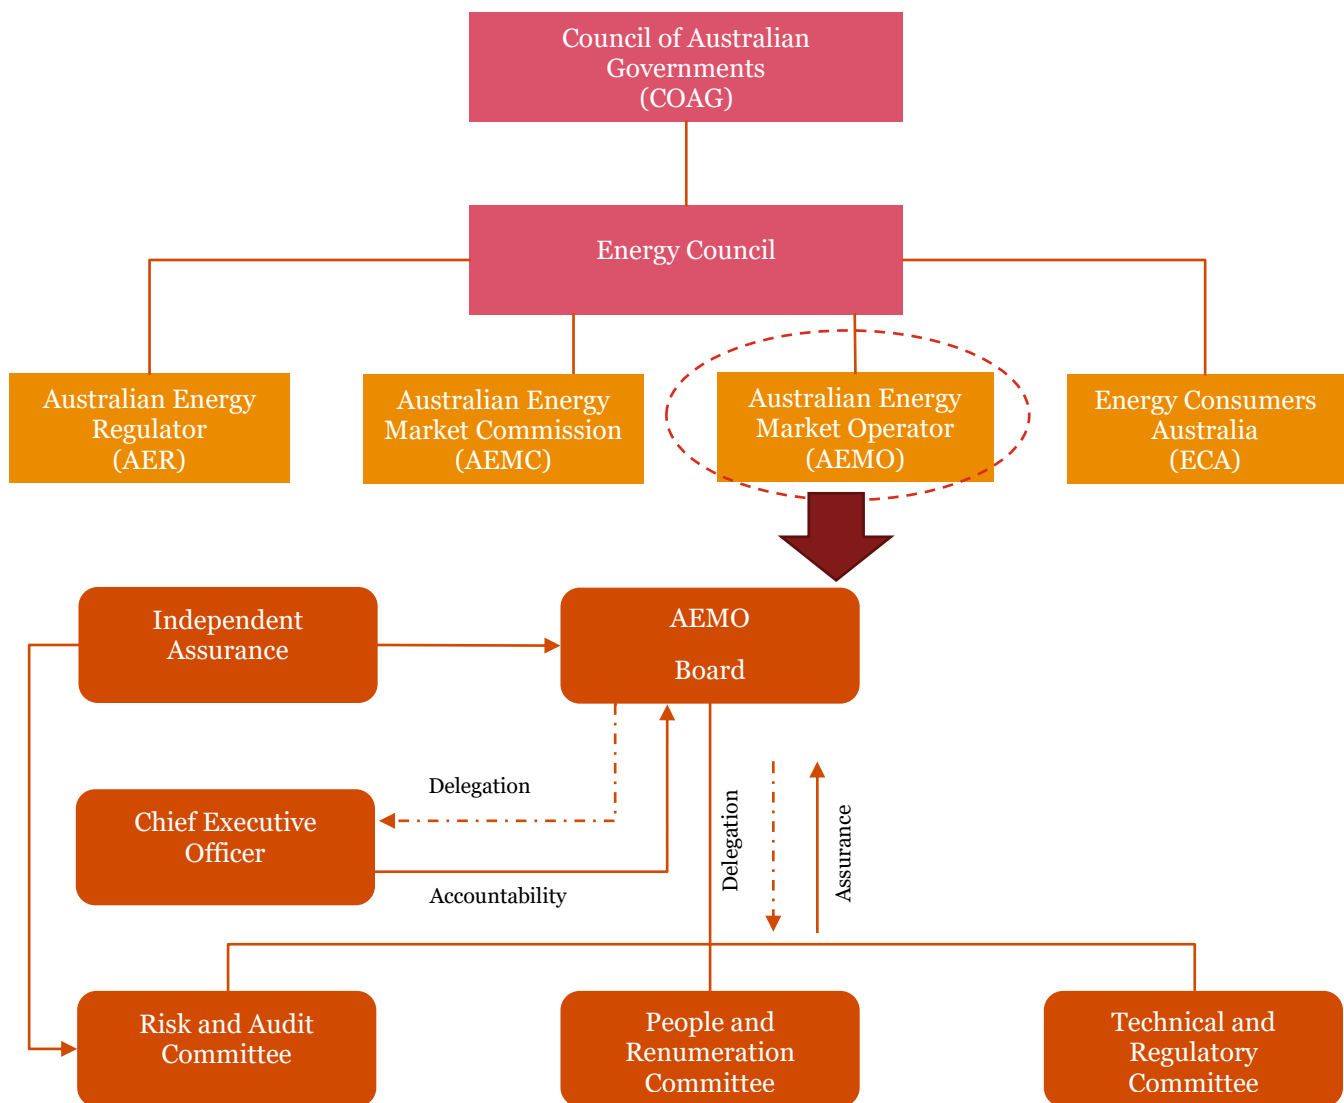 Council of Australian
Governments
(COAG)
Energy Council
Australian Energy
Regulator
(AER)
Australian Energy
Market Commission
(AEMC)
Australian Energy
Market Operator
(AEMO)
Energy Consumers
Australia
(ECA)
Independent
Assurance
AEMO
Board
Delegation
Chief Executive
Officer
Accountability
Delegation
Assurance
Risk and Audit
Committee
People and
Renumeration
Committee
Technical and
Regulatory
Committee